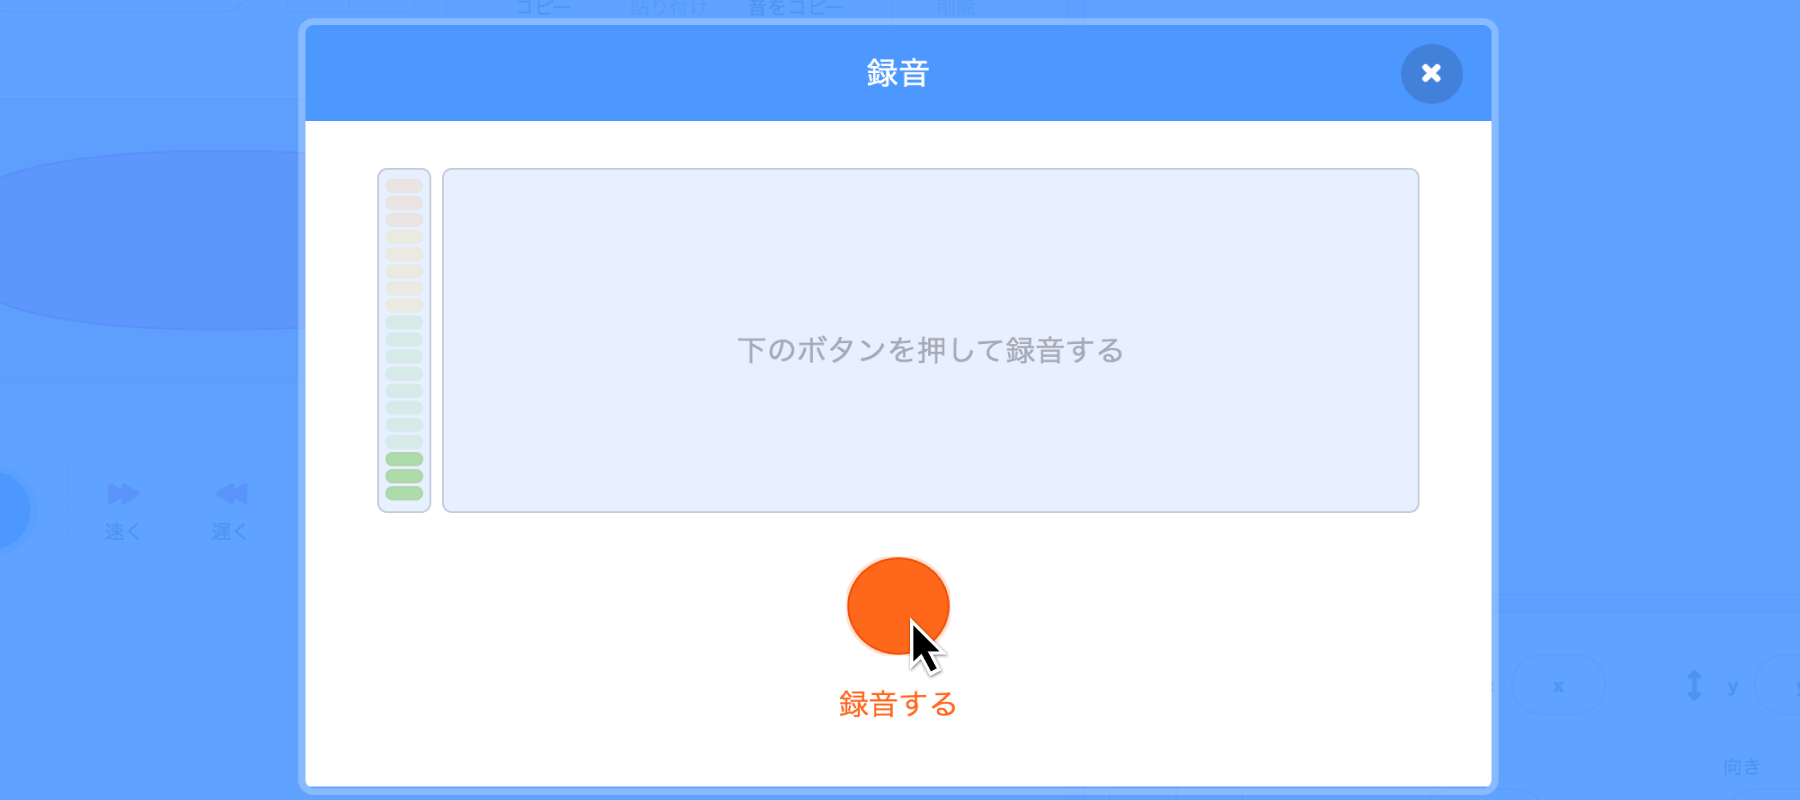 コピー 貼り付け 音をコピー 削除
録音
下のボタンを押して録音する
速く 遅く
録音する
x y
向き